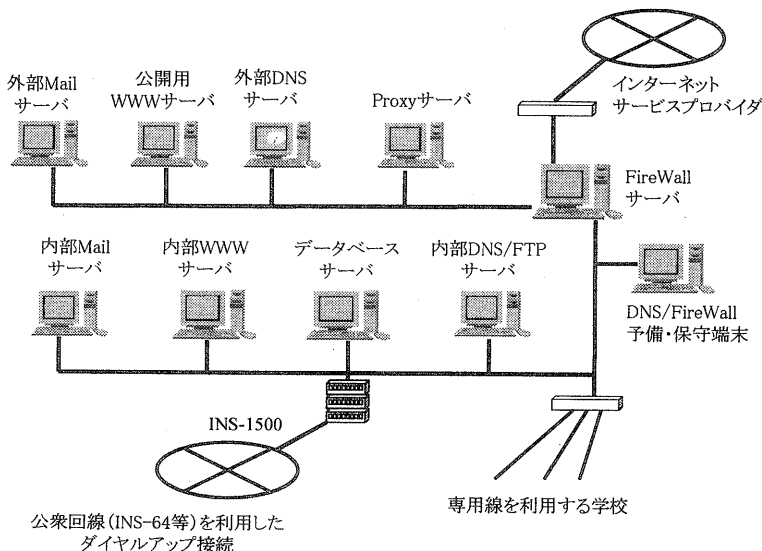 外部Mail
サーバ
公開用
WWWサーバ
外部DNS
サーバ
Proxyサーバ
インターネット
サービスプロバイダ
FireWall
サーバ
内部Mail
サーバ
内部WWW
サーバ
データベース
サーバ
内部DNS/FTP
サーバ
DNS/FireWall
予備・保守端末
INS-1500
公衆回線(INS-64等)を利用した
ダイヤルアップ接続
専用線を利用する学校